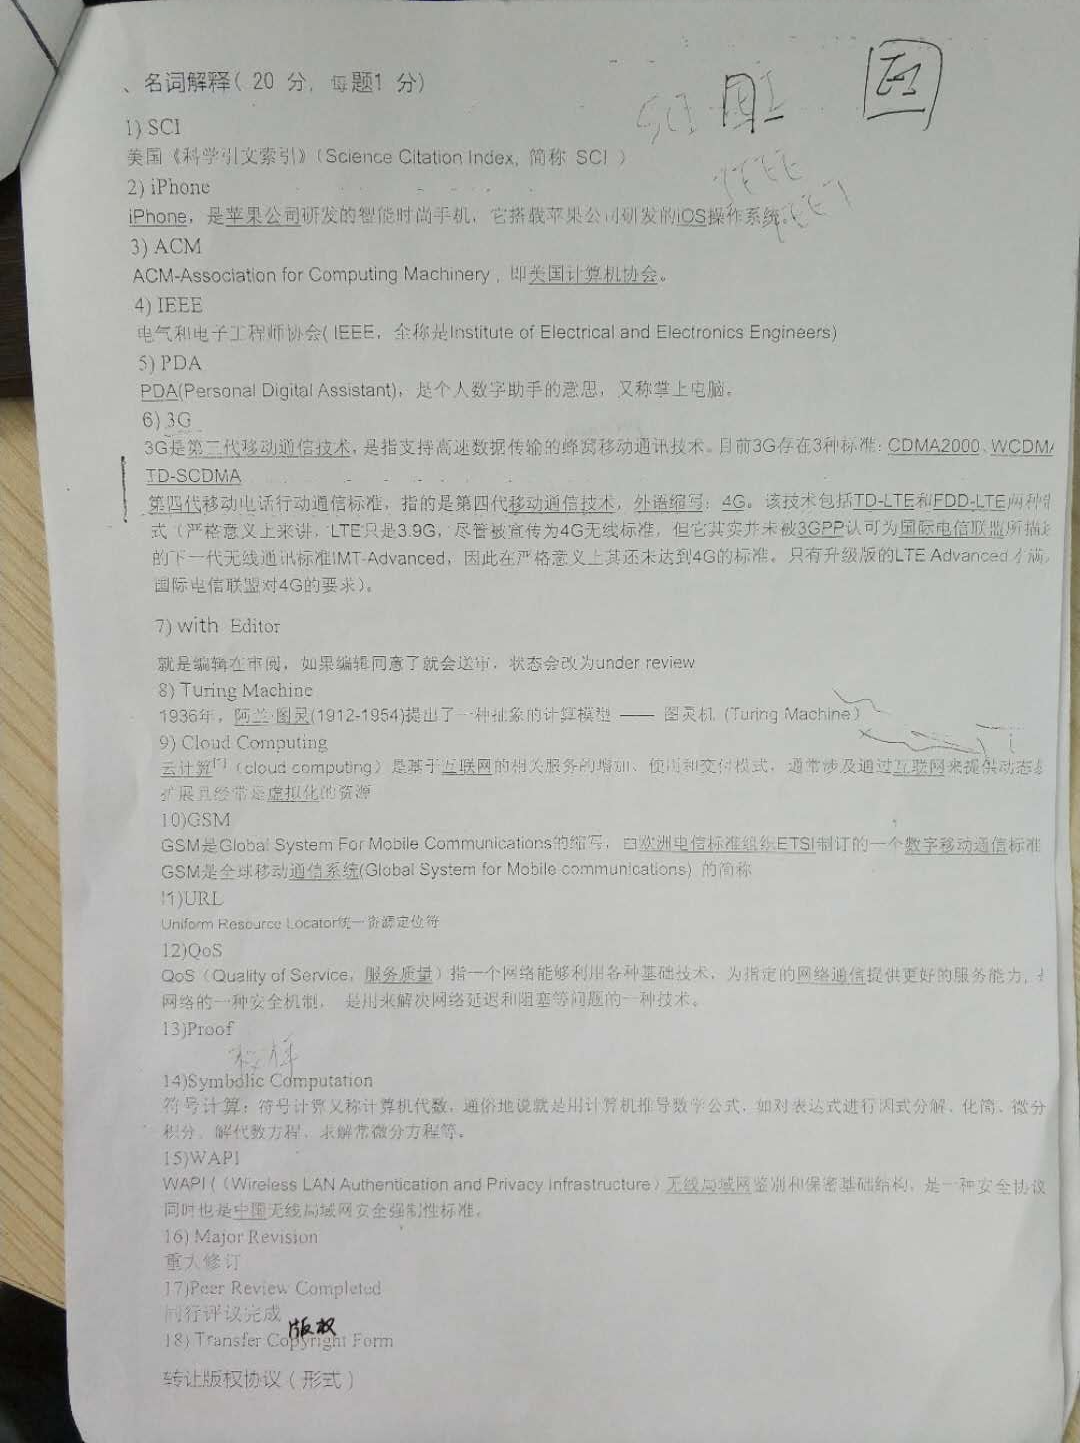 、名词解释( 20 分, 每题1 分)
1) SCI
美国《科学引文索引》(Science Citation Index, 简称 SCI )
2) iPhone
iPhone，是苹果公司研发的智能时尚手机，它搭载苹果公司研发的iOS操作系统。
3) ACM
ACM-Association for Computing Machinery , 即美国计算机协会。
4) IEEE
电气和电子工程师协会( IEEE，全称是Institute of Electrical and Electronics Engineers)
5) PDA
PDA(Personal Digital Assistant)，是个人数字助手的意思，又称掌上电脑。
6) 3G
3G是第三代移动通信技术，是指支持高速数据传输的蜂窝移动通讯技术。目前3G存在3种标准：CDMA2000、WCDMA
TD-SCDMA
第四代移动电话行动通信标准，指的是第四代移动通信技术，外语缩写：4G。该技术包括TD-LTE和FDD-LTE两种制
式（严格意义上来讲，LTE只是3.9G，尽管被宣传为4G无线标准，但它其实并未被3GPP认可为国际电信联盟所描述
的下一代无线通讯标准IMT-Advanced，因此在严格意义上其还未达到4G的标准。只有升级版的LTE Advanced才满
国际电信联盟对4G的要求）。
7) with Editor
就是编辑在审阅，如果编辑同意了就会送审，状态会改为under review
8) Turing Machine
1936年，阿兰·图灵(1912-1954)提出了一种抽象的计算模型 —— 图灵机 (Turing Machine)
9) Cloud Computing
云计算（cloud computing）是基于互联网的相关服务的增加、使用和交付模式，通常涉及通过互联网来提供动态易
扩展且经常是虚拟化的资源
10)GSM
GSM是Global System For Mobile Communications的缩写，由欧洲电信标准组织ETSI制订的一个数字移动通信标准
GSM是全球移动通信系统(Global System for Mobile communications) 的简称
11)URL
Uniform Resource Locator统一资源定位符
12)QoS
QoS（Quality of Service，服务质量）指一个网络能够利用各种基础技术，为指定的网络通信提供更好的服务能力,
网络的一种安全机制， 是用来解决网络延迟和阻塞等问题的一种技术。
13)Proof
校样
14)Symbolic Computation
符号计算：符号计算又称计算机代数，通俗地说就是用计算机推导数学公式，如对表达式进行因式分解、化简、微分
积分、解代数方程、求解常微分方程等。
15)WAPI
WAPI (（Wireless LAN Authentication and Privacy Infrastructure）无线局域网鉴别和保密基础结构，是一种安全协议
同时也是中国无线局域网安全强制性标准。
16) Major Revision
重大修订
17)Peer Review Completed
同行评议完成
版权
18) Transfer Copyright Form
转让版权协议（形式）